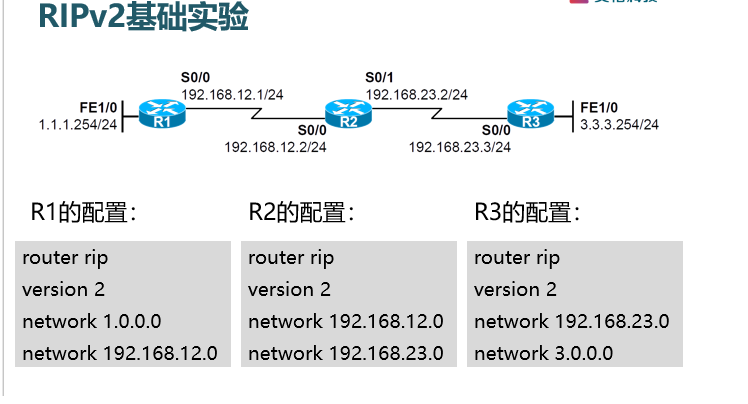 RIPv2基础实验
S0/0
S0/1
192.168.12.1/24
192.168.23.2/24
FE1/0
FE1/0
1.1.1.254/24
R1
R2
R3
3.3.3.254/24
S0/0
S0/0
192.168.12.2/24
192.168.23.3/24
R1的配置：
R2的配置：
R3的配置：
router rip
version 2
network 1.0.0.0
network 192.168.12.0
router rip
version 2
network 192.168.12.0
network 192.168.23.0
router rip
version 2
network 192.168.23.0
network 3.0.0.0